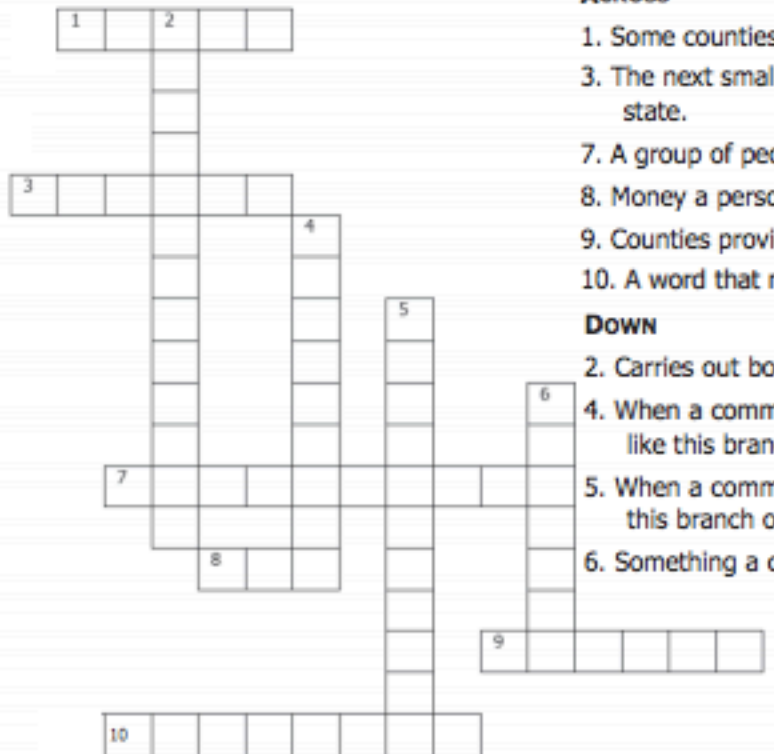 1 2
3
4
5
6
7
8
9
10
ACROSS
1. Some counties
3. The next smal
state.
7. A group of peo
8. Money a perso
9. Counties provi
10. A word that
DOWN
2. Carries out bo
4. When a comm
like this bran
5. When a comm
this branch o
6. Something a